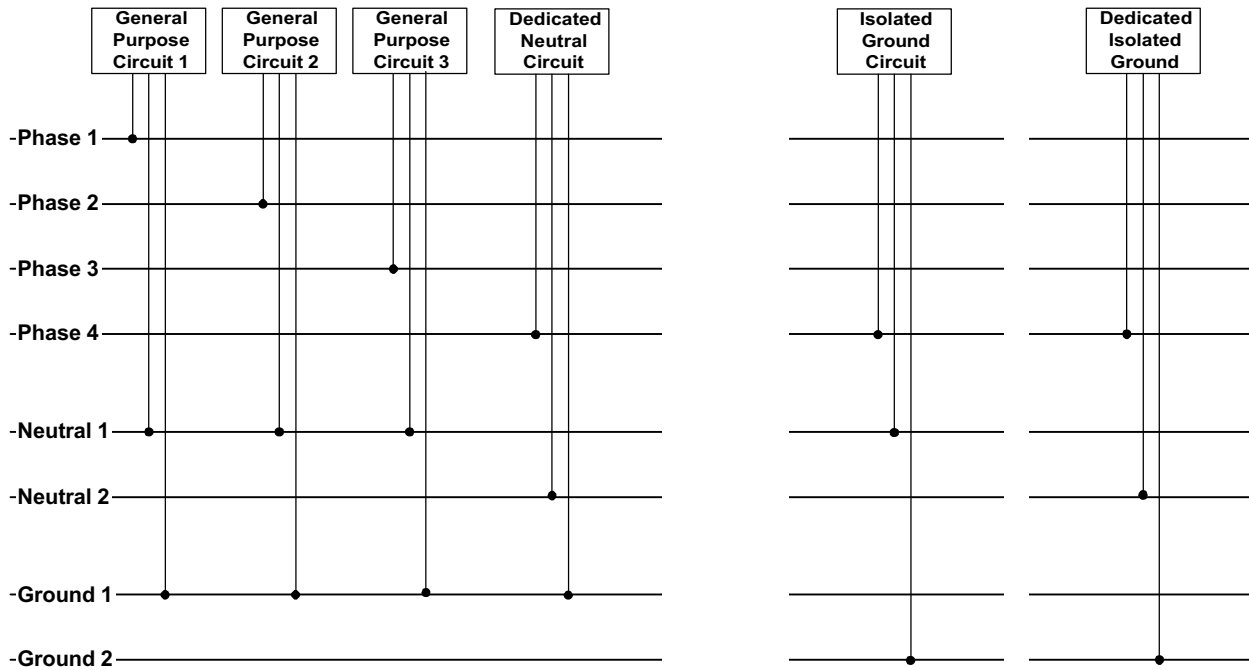 General
Purpose
Circuit 1
General
Purpose
Circuit 2
General
Purpose
Circuit 3
Dedicated
Neutral
Circuit
Isolated
Ground
Circuit
Dedicated
Isolated
Ground
Phase 1
Phase 2
Phase 3
Phase 4
Neutral 1
Neutral 2
Ground 1
Ground 2